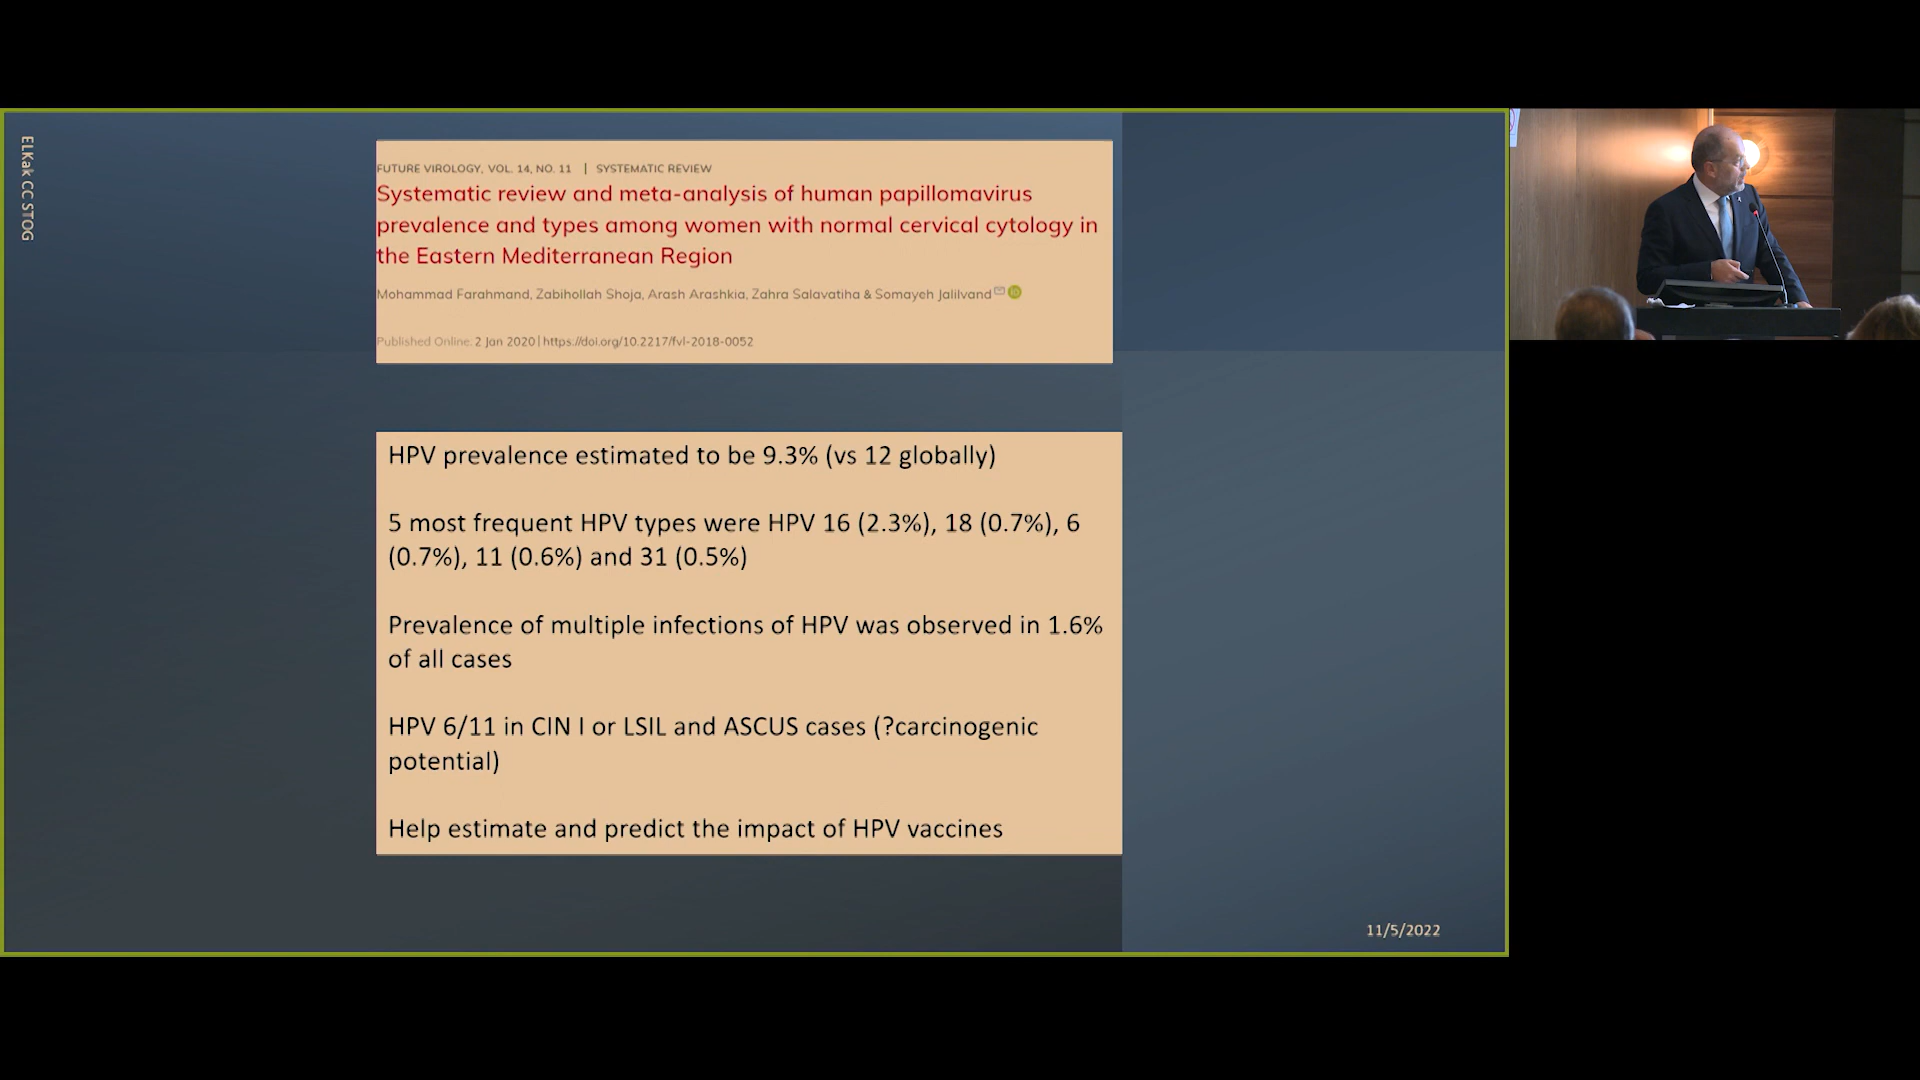 ELKak CC STOG
FUTURE VIROLOGY, VOL. 14, NO. 11 | SYSTEMATIC REVIEW
Systematic review and meta-analysis of human papillomavirus
prevalence and types among women with normal cervical cytology in
the Eastern Mediterranean Region
Mohammad Farahmand, Zabihollah Shoja, Arash Arashkia, Zahra Salavatiha & Somayeh Jalilvand
Published Online: 2 Jan 2020 | https://doi.org/10.2217/fvl-2018-0052
HPV prevalence estimated to be 9.3% (vs 12 globally)
5 most frequent HPV types were HPV 16 (2.3%), 18 (0.7%), 6
(0.7%), 11 (0.6%) and 31 (0.5%)
Prevalence of multiple infections of HPV was observed in 1.6%
of all cases
HPV 6/11 in CIN I or LSIL and ASCUS cases (?carcinogenic
potential)
Help estimate and predict the impact of HPV vaccines
11/5/2022